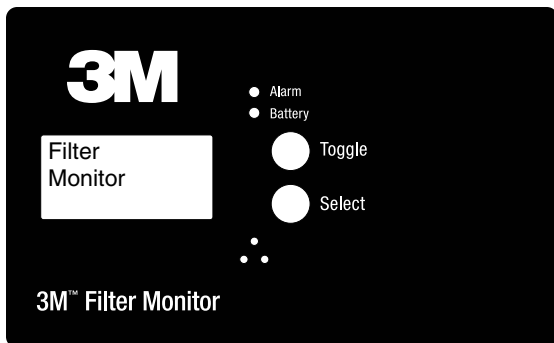 3M
Alarm
Battery
Filter
Monitor
Toggle
Select
3M™ Filter Monitor